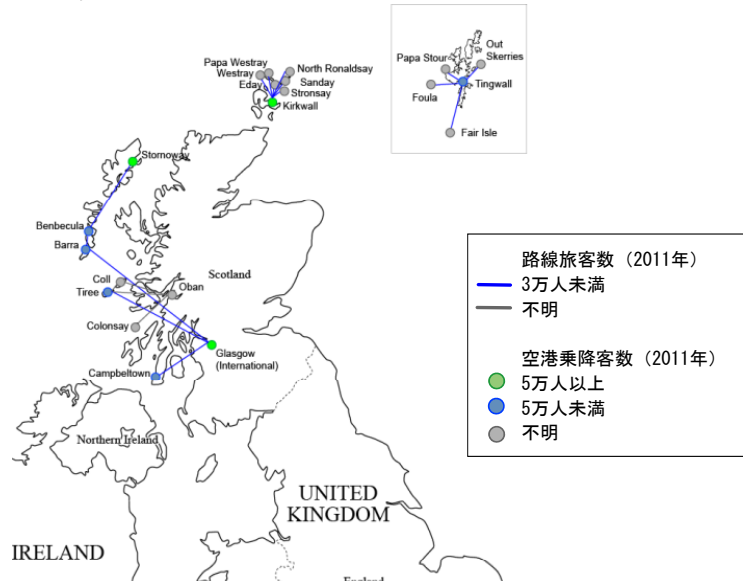 Papa Westray
Westray
Eday
North Ronaldsay
Sanday
Stronsay
Kirkwall
Out
Skerries
Papa Stour
Tingwall
Foula
Fair Isle
Stornoway
Benbecula
Barra
Scotland
Coll
Tiree
Oban
Colonsay
Glasgow
(International)
Campbeltown
Northern Ireland
UNITED
KINGDOM
IRELAND
England
路線旅客数（2011年）
3万人未満
不明
空港乗降客数（2011年）
5万人以上
5万人未満
不明